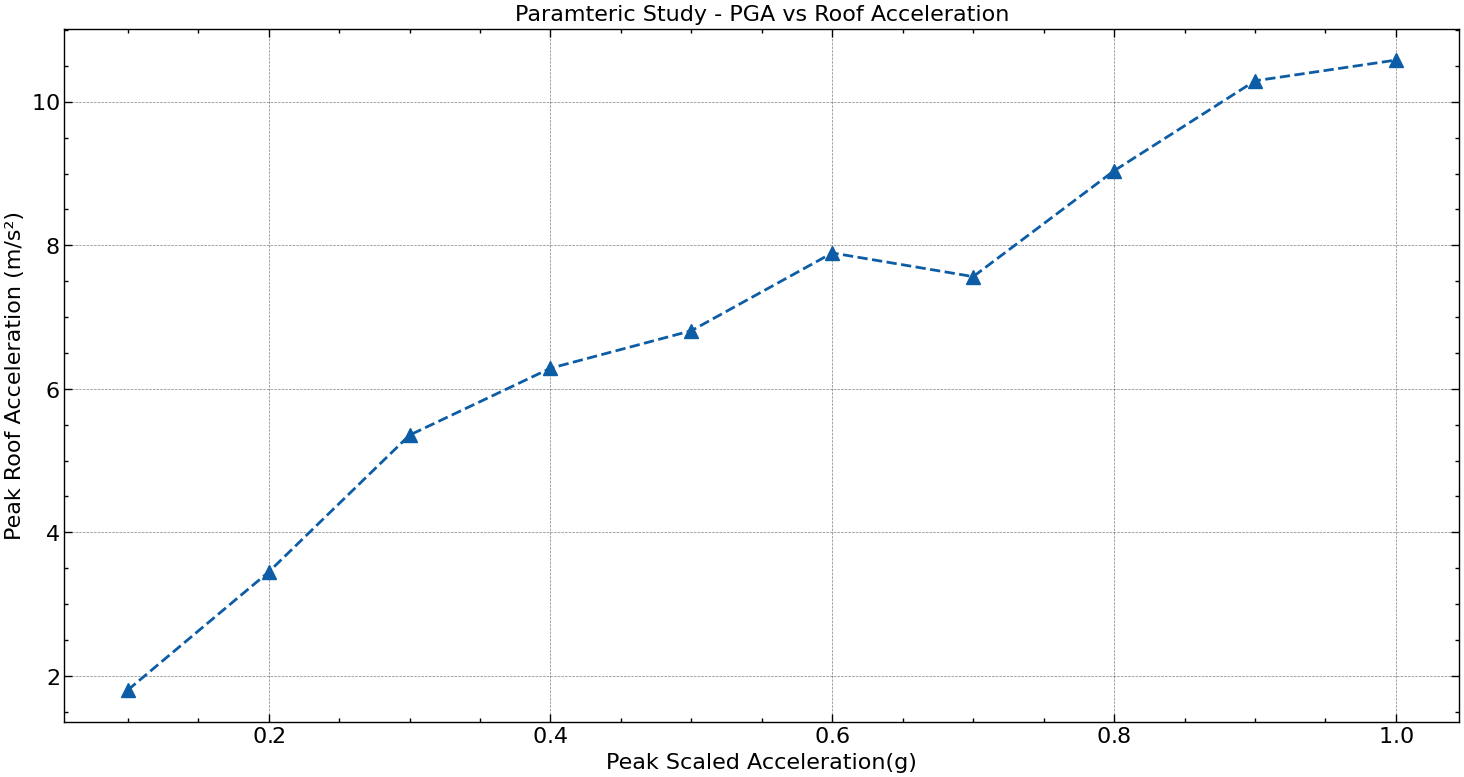 Paramteric Study - PGA vs Roof Acceleration
Peak Roof Acceleration (m/s²)
10
8
6
4
2
0.2 0.4 0.6 0.8 1.0
Peak Scaled Acceleration(g)